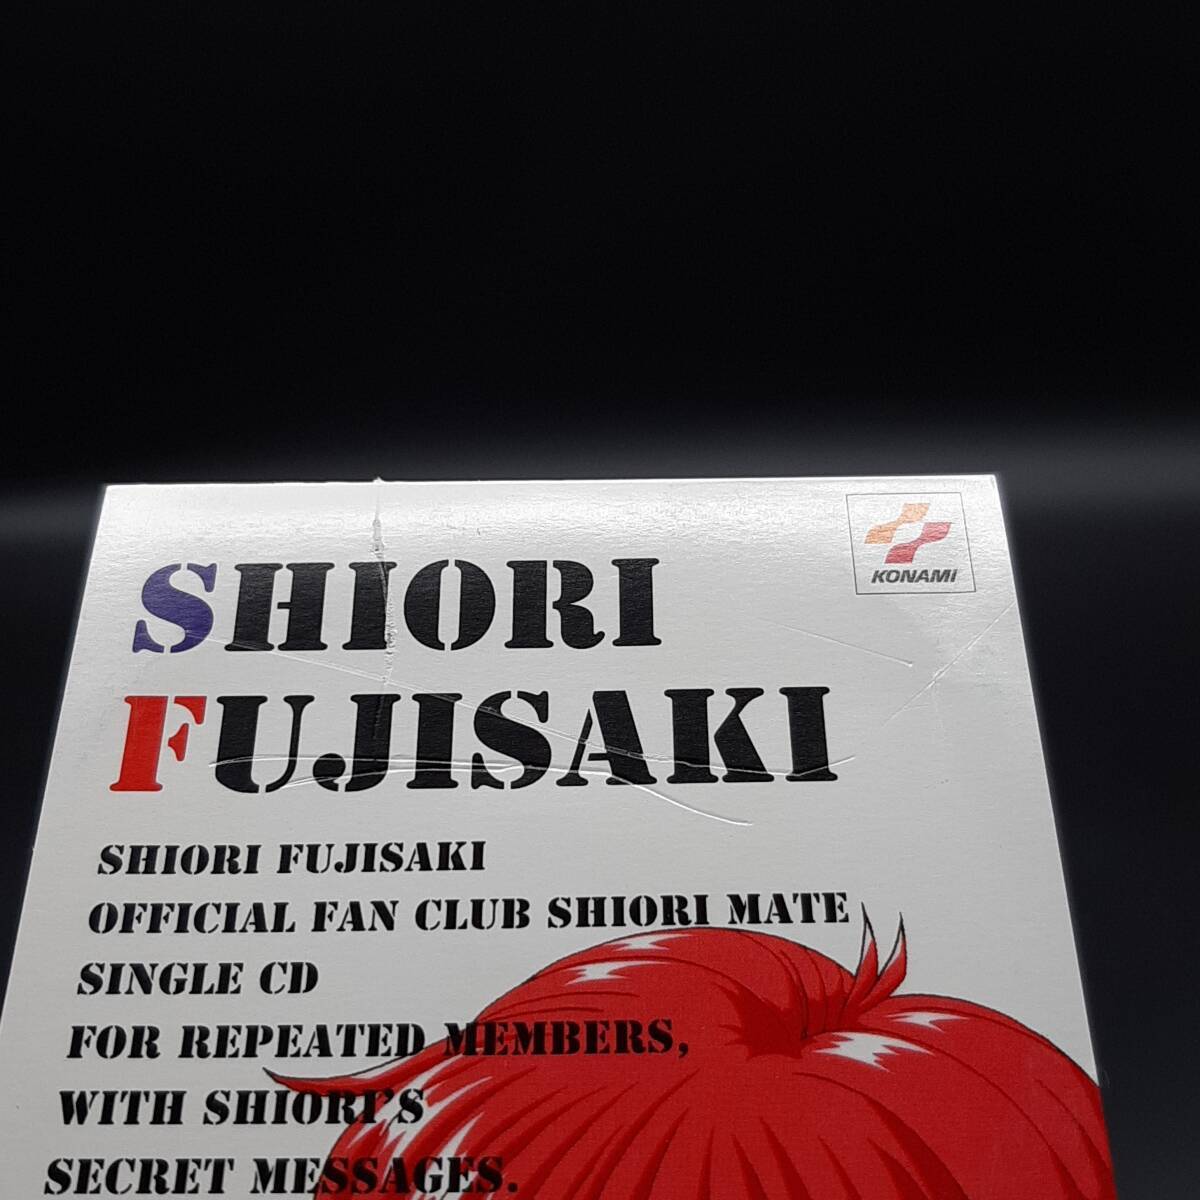 KONAMI
SHIORI
FUJISAKI
SHIORI FUJISAKI
OFFICIAL FAN CLUB SHIORI MATE
SINGLE CD
FOR REPEATED MEMBERS,
WITH SHIORI'S
SECRET MESSAGES.